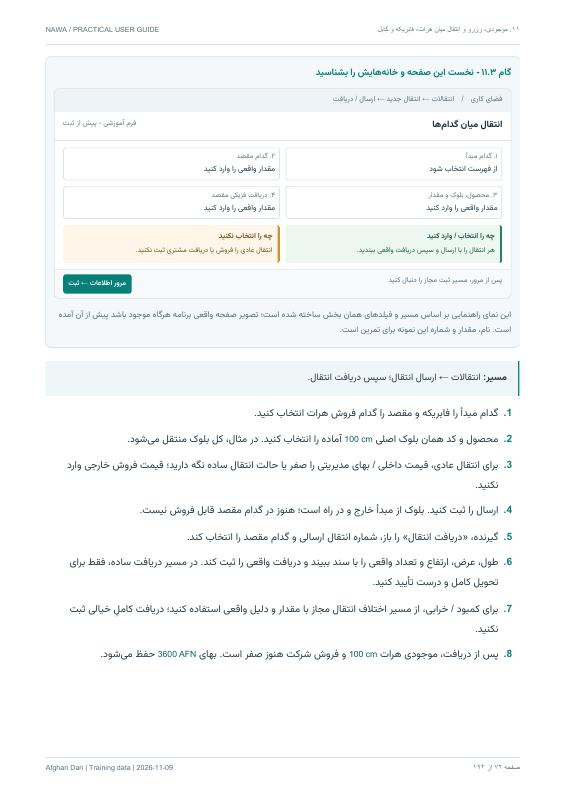 ۱۱. موجودی، رزرو و انتقال میان هرات، فابریکه و کابل
NAWA / PRACTICAL USER GUIDE
گام ۱۱.۳ - نخست این صفحه و خانه‌هایش را بشناسید
فضای کاری / انتقالات ← انتقال جدید ← ارسال / دریافت
انتقال میان گدام‌ها
فرم آموزشی - پیش از ثبت
۱. گدام مبدأ
از فهرست انتخاب شود
۲. گدام مقصد
مقدار واقعی را وارد کنید
۳. محصول، بلوک و مقدار
مقدار واقعی را وارد کنید
۴. دریافت فزیکی مقصد
مقدار واقعی را وارد کنید
چه را انتخاب / وارد کنید
هر انتقال را با ارسال و سپس دریافت واقعی ببندید.
چه را انتخاب نکنید
انتقال عادی را فروش یا دریافت مشتری ثبت نکنید.
پس از مرور، مسیر ثبت مجاز را دنبال کنید
مرور اطلاعات ← ثبت
این نمای راهنمایی بر اساس مسیر و فیلدهای همان بخش ساخته شده است؛ تصویر صفحه واقعی برنامه هرگاه موجود باشد پیش از آن آمده
است. نام، مقدار و شماره این نمونه برای تمرین است.
مسیر: انتقالات ← ارسال انتقال؛ سپس دریافت انتقال.
1. گدام مبدأ را فابریکه و مقصد را گدام فروش هرات انتخاب کنید.
2. محصول و کد همان بلوک اصلی 100 cm آماده را انتخاب کنید. در مثال، کل بلوک منتقل می‌شود.
3. برای انتقال عادی، قیمت داخلی / بهای مدیریتی را صفر یا حالت انتقال ساده نگه دارید؛ قیمت فروش خارجی وارد
نکنید.
4. ارسال را ثبت کنید. بلوک از مبدأ خارج و در راه است؛ هنوز در گدام مقصد قابل فروش نیست.
5. گیرنده، «دریافت انتقال» را باز، شماره انتقال ارسالی و گدام مقصد را انتخاب کند.
6. طول، عرض، ارتفاع و تعداد واقعی را با سند ببیند و دریافت واقعی را ثبت کند. در مسیر دریافت ساده، فقط برای
تحویل کامل و درست تأیید کنید.
7. برای کمبود / خرابی، از مسیر اختلاف انتقال مجاز با مقدار و دلیل واقعی استفاده کنید؛ دریافت کاملِ خیالی ثبت
نکنید.
8. پس از دریافت، موجودی هرات 100 cm و فروش شرکت هنوز صفر است. بهای 3600 AFN حفظ می‌شود.
صفحه ۷۲ از ۱۹۲
Afghan Dari | Training data | 2026-11-09